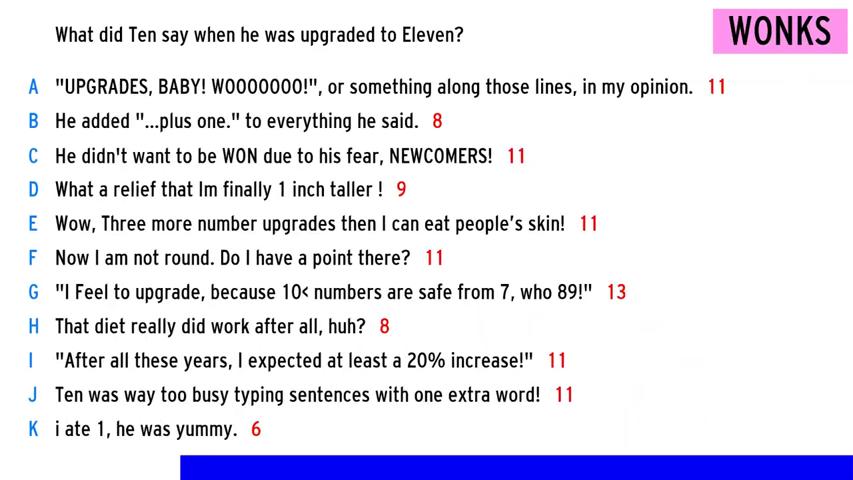 What did Ten say when he was upgraded to Eleven?
WONKS
A "UPGRADES, BABY! WOOOOOOO!", or something along those lines, in my opinion. 11
B He added "...plus one." to everything he said. 8
C He didn't want to be WON due to his fear, NEWCOMERS! 11
D What a relief that Im finally 1 inch taller ! 9
E Wow, Three more number upgrades then I can eat people's skin! 11
F Now I am not round. Do I have a point there? 11
G "I Feel to upgrade, because 10< numbers are safe from 7, who 89!" 13
H That diet really did work after all, huh? 8
I "After all these years, I expected at least a 20% increase!" 11
J Ten was way too busy typing sentences with one extra word! 11
K i ate 1, he was yummy. 6